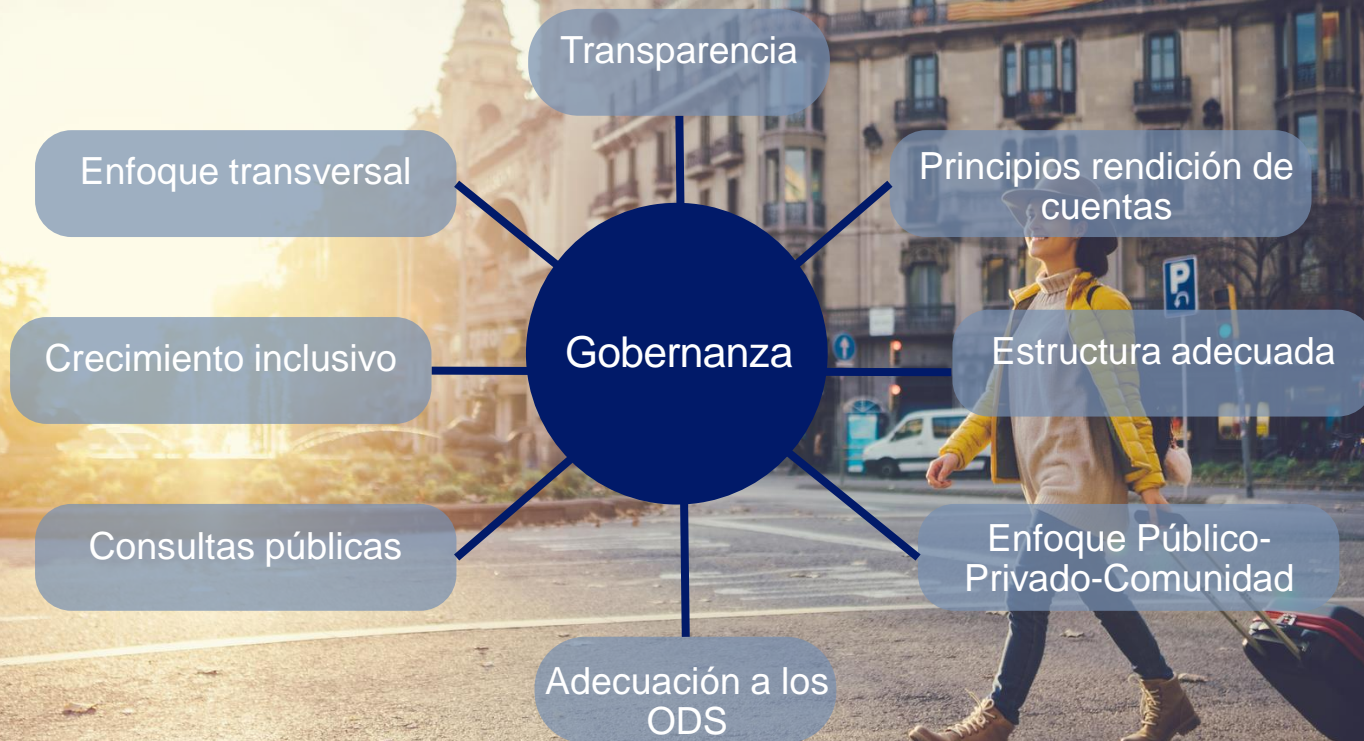 Transparencia
Enfoque transversal
Principios rendición de
cuentas
Crecimiento inclusivo
Gobernanza
Estructura adecuada
Consultas públicas
Enfoque Público-
Privado-Comunidad
Adecuación a los
ODS
P